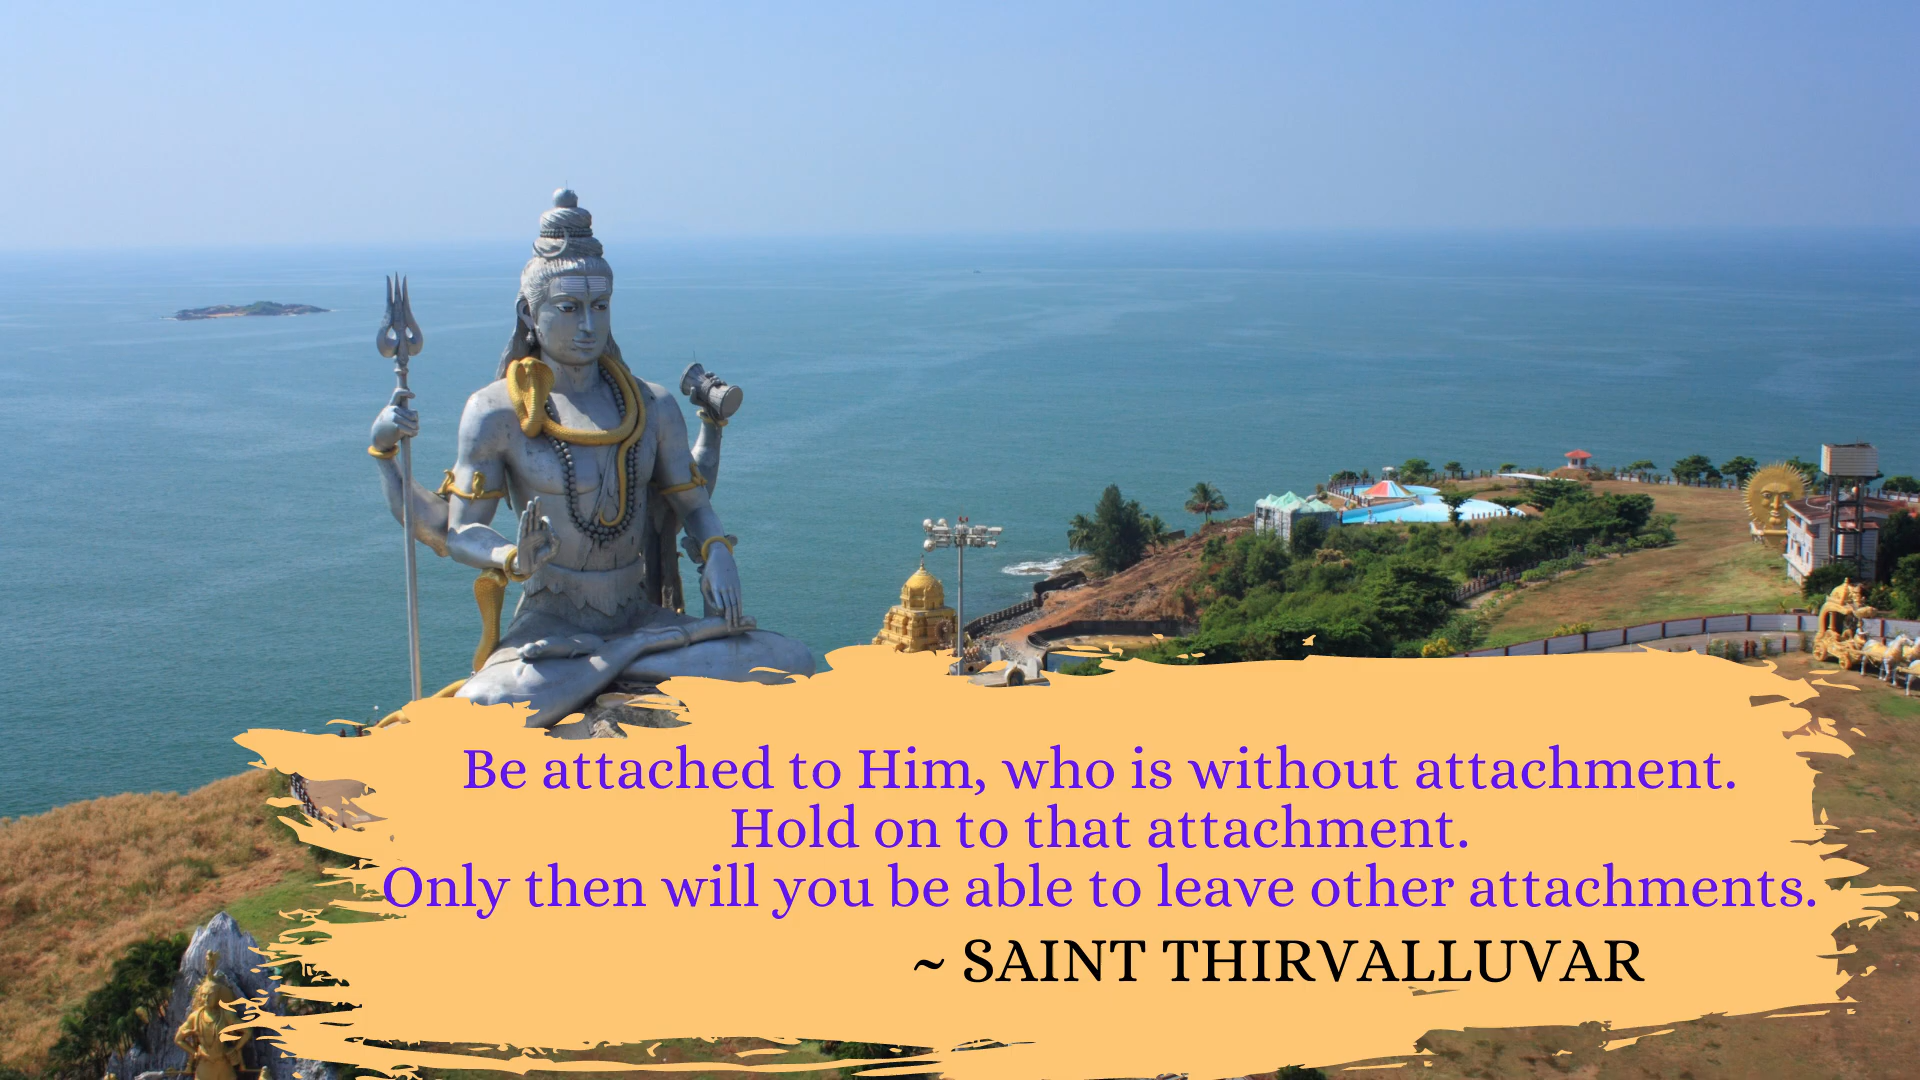 Be attached to Him, who is without attachment.
Hold on to that attachment.
Only then will you be able to leave other attachments.
~ SAINT THIRVALLUVAR